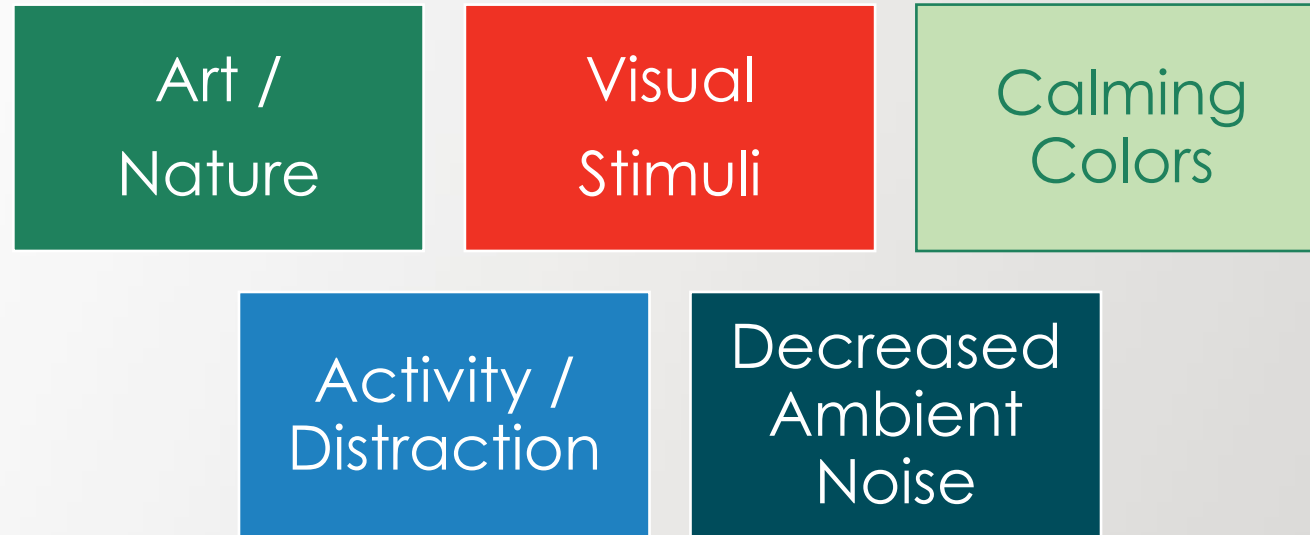 Art /
Nature
Visual
Stimuli
Calming
Colors
Activity /
Distraction
Decreased
Ambient
Noise